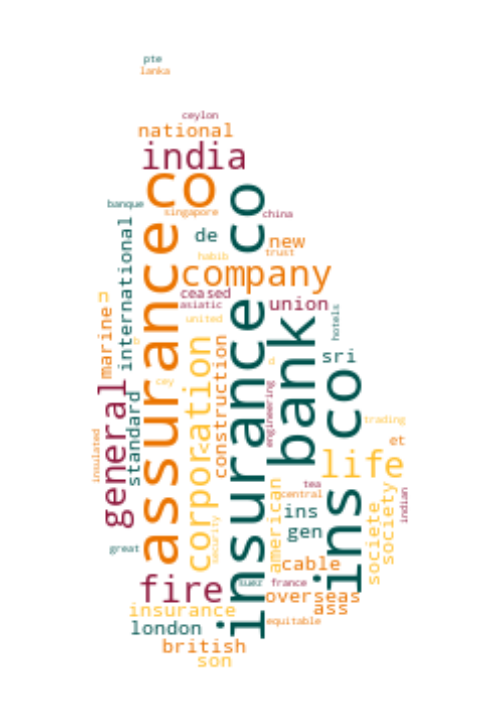 pte
lanka
ceylon
national
india
co
banque
singapore
china
de
new
habib
trust
company
international
assurance
insurance co
ceased
asiatic
union
n
marine
united
hotels
bank
sri
ins co
cey
d
general
standard
corporation
construction
engineering
trading
et
life
insulated
tea
central
indian
american
ins
gen
security
societe
society
great
cable
fire
suez
france
overseas
ass
insurance
london
equitable
british
son